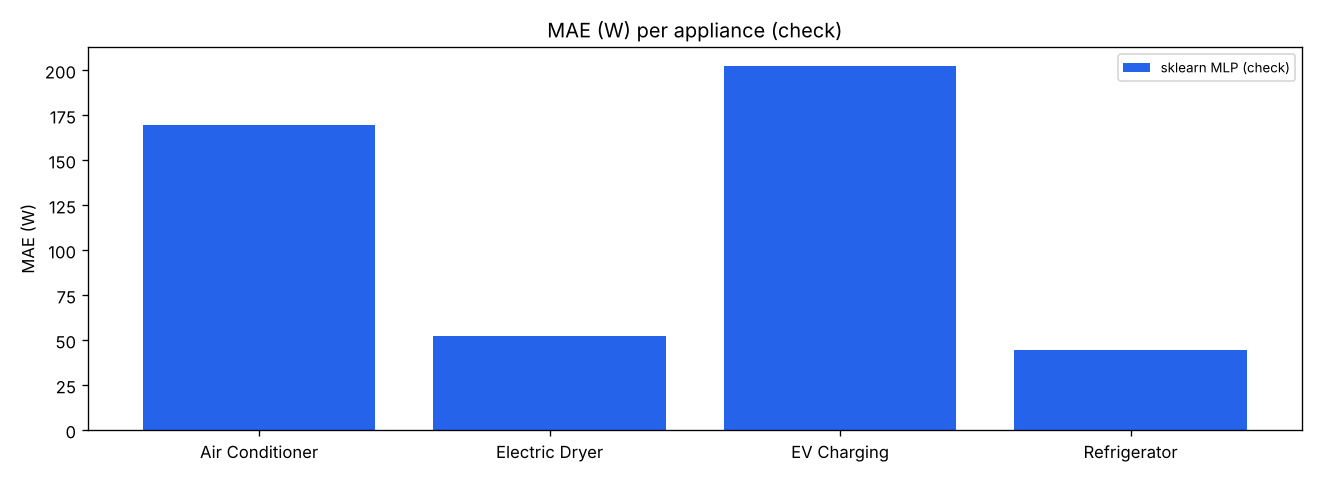 MAE (W) per appliance (check)
sklearn MLP (check)
MAE (W)
200
175
150
125
100
75
50
25
0
Air Conditioner
Electric Dryer
EV Charging
Refrigerator